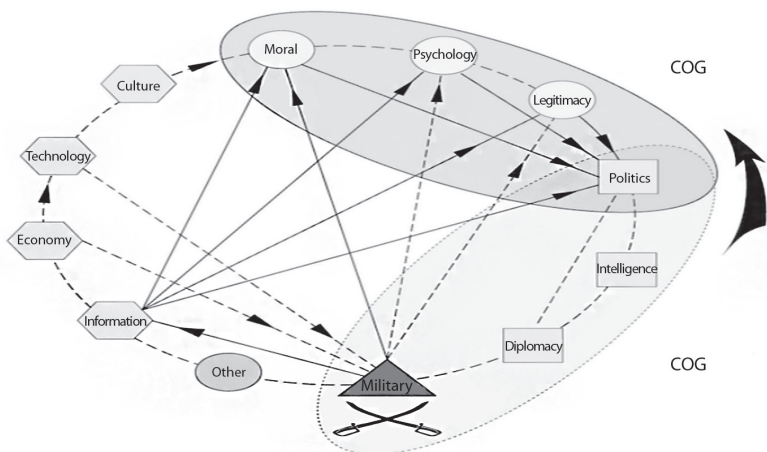 Moral
Psychology
COG
Culture
Legitimacy
Technology
Politics
Economy
Intelligence
Information
Diplomacy
Other
Military
COG